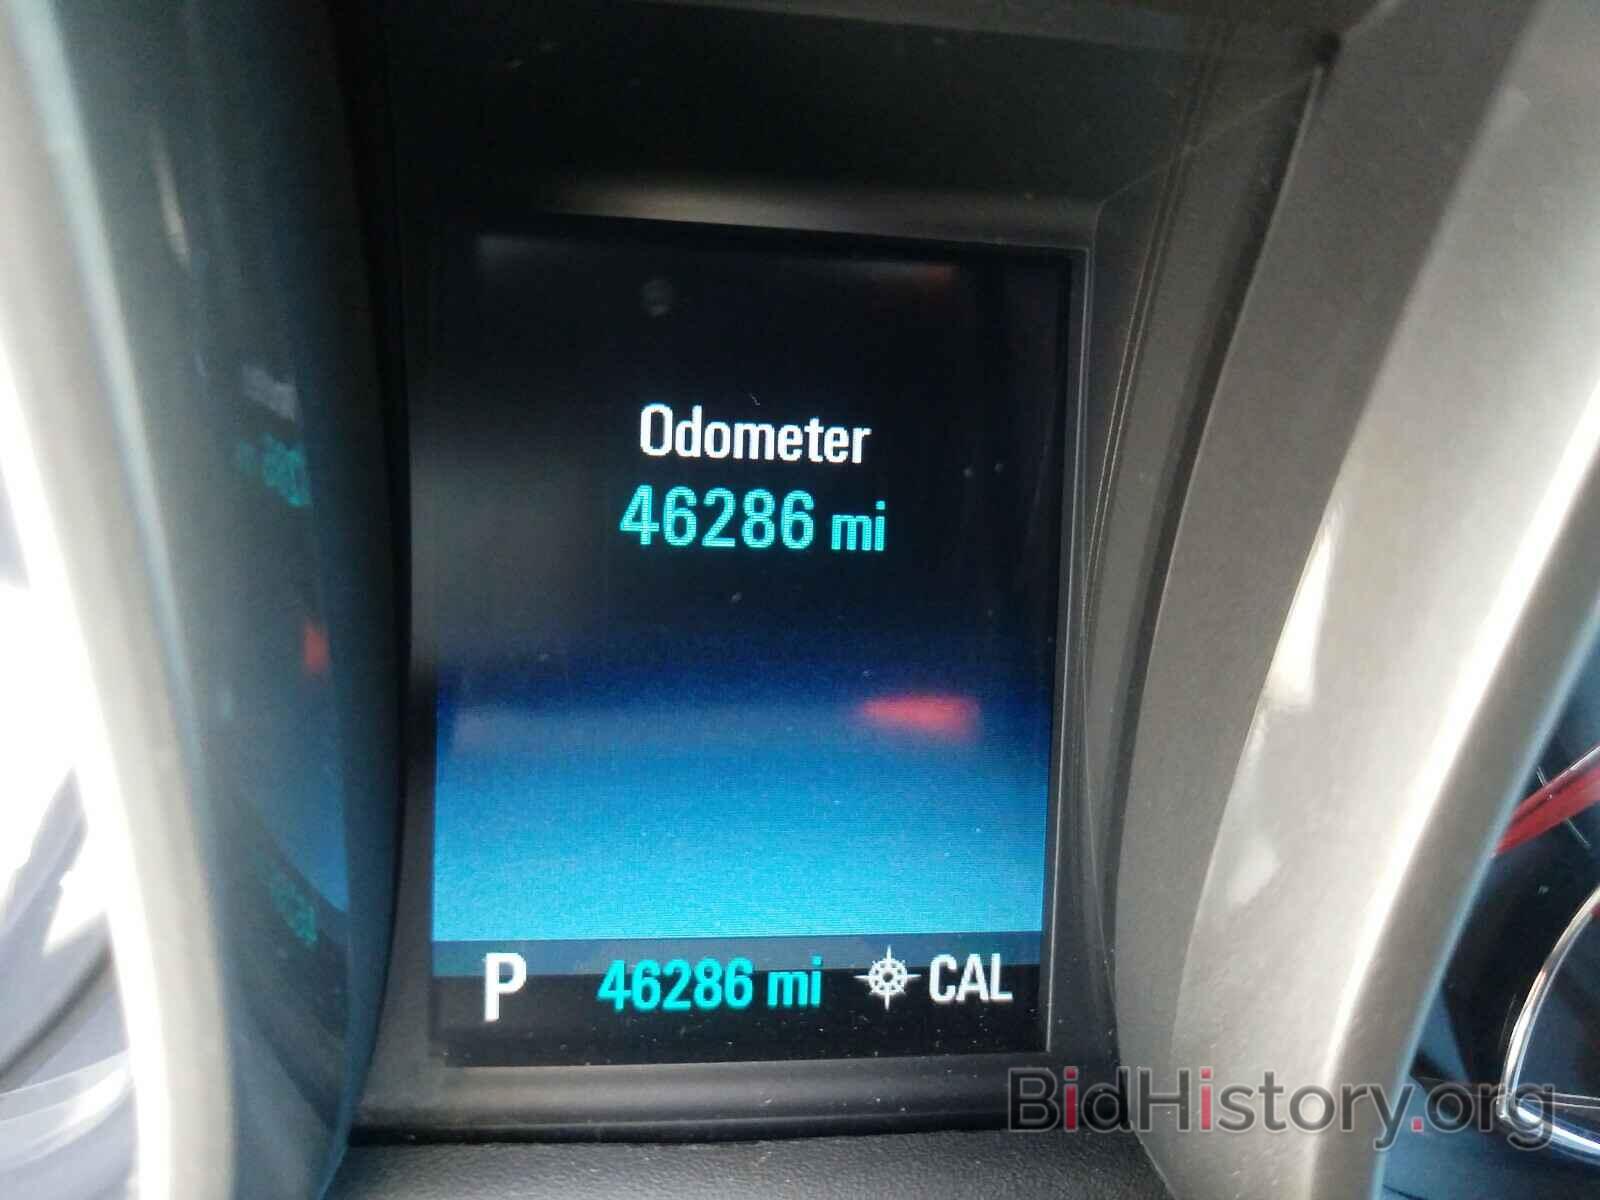 Odometer
46286 mi
P 46286 mi CAL
BidHistory.org